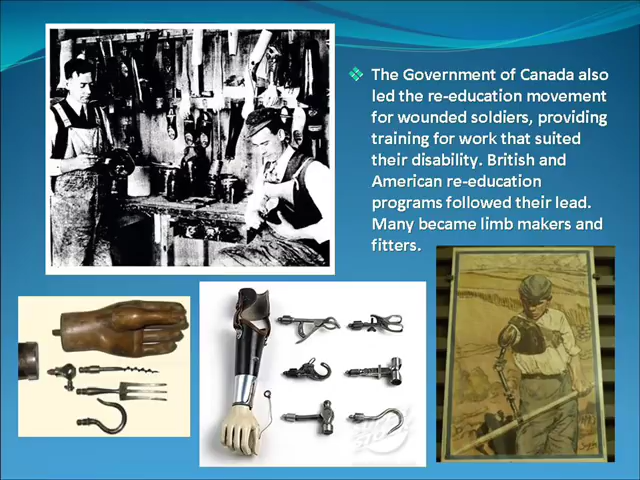 The Government of Canada also
led the re-education movement
for wounded soldiers, providing
training for work that suited
their disability. British and
American re-education
programs followed their lead.
Many became limb makers and
fitters.